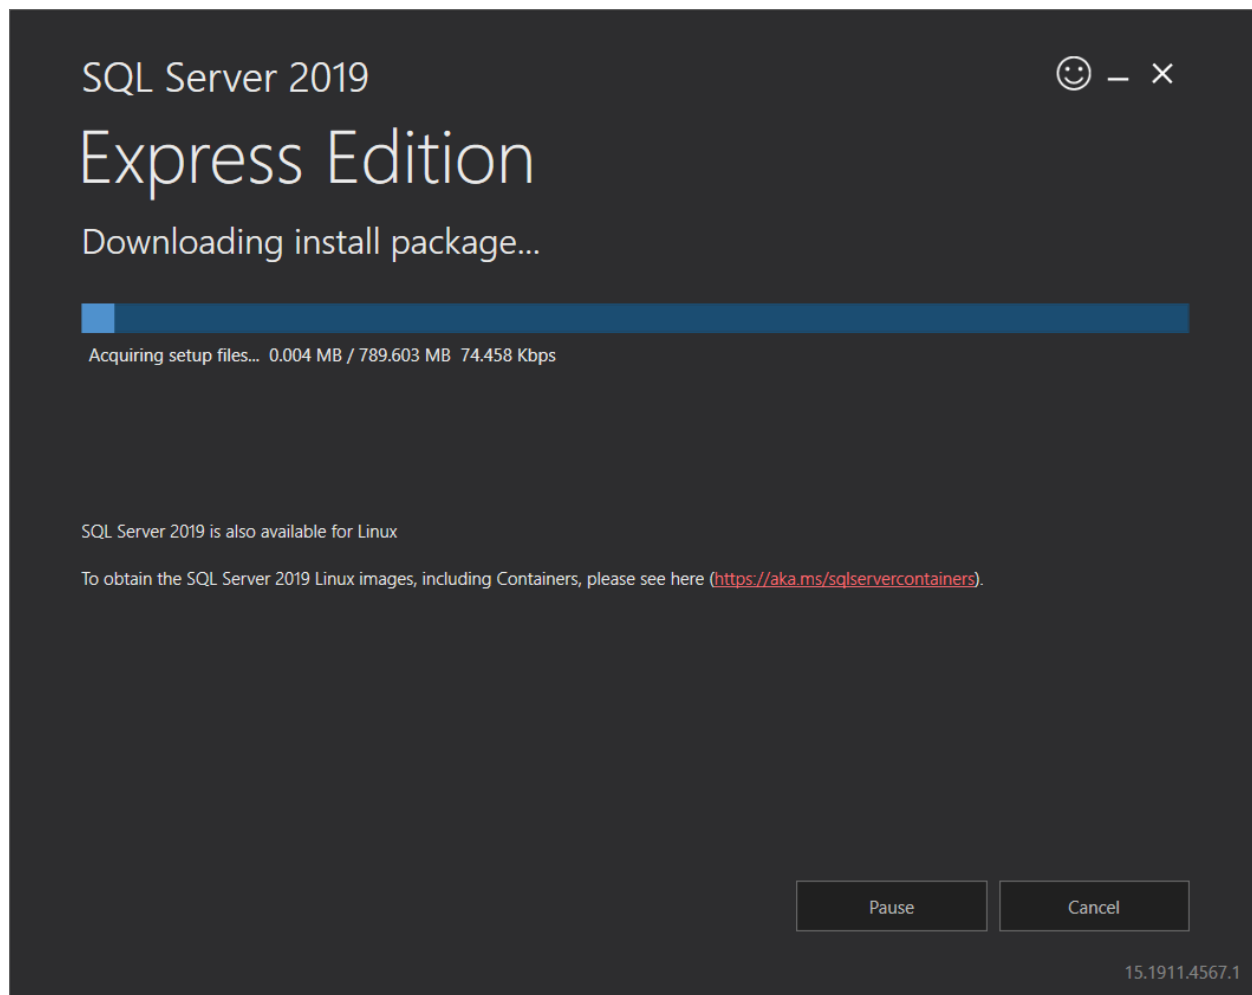 SQL Server 2019
Express Edition
Downloading install package...
Acquiring setup files... 0.004 MB / 789.603 MB 74.458 Kbps
SQL Server 2019 is also available for Linux
To obtain the SQL Server 2019 Linux images, including Containers, please see here (https://aka.ms/sqlservercontainers).
Pause Cancel
15.1911.4567.1